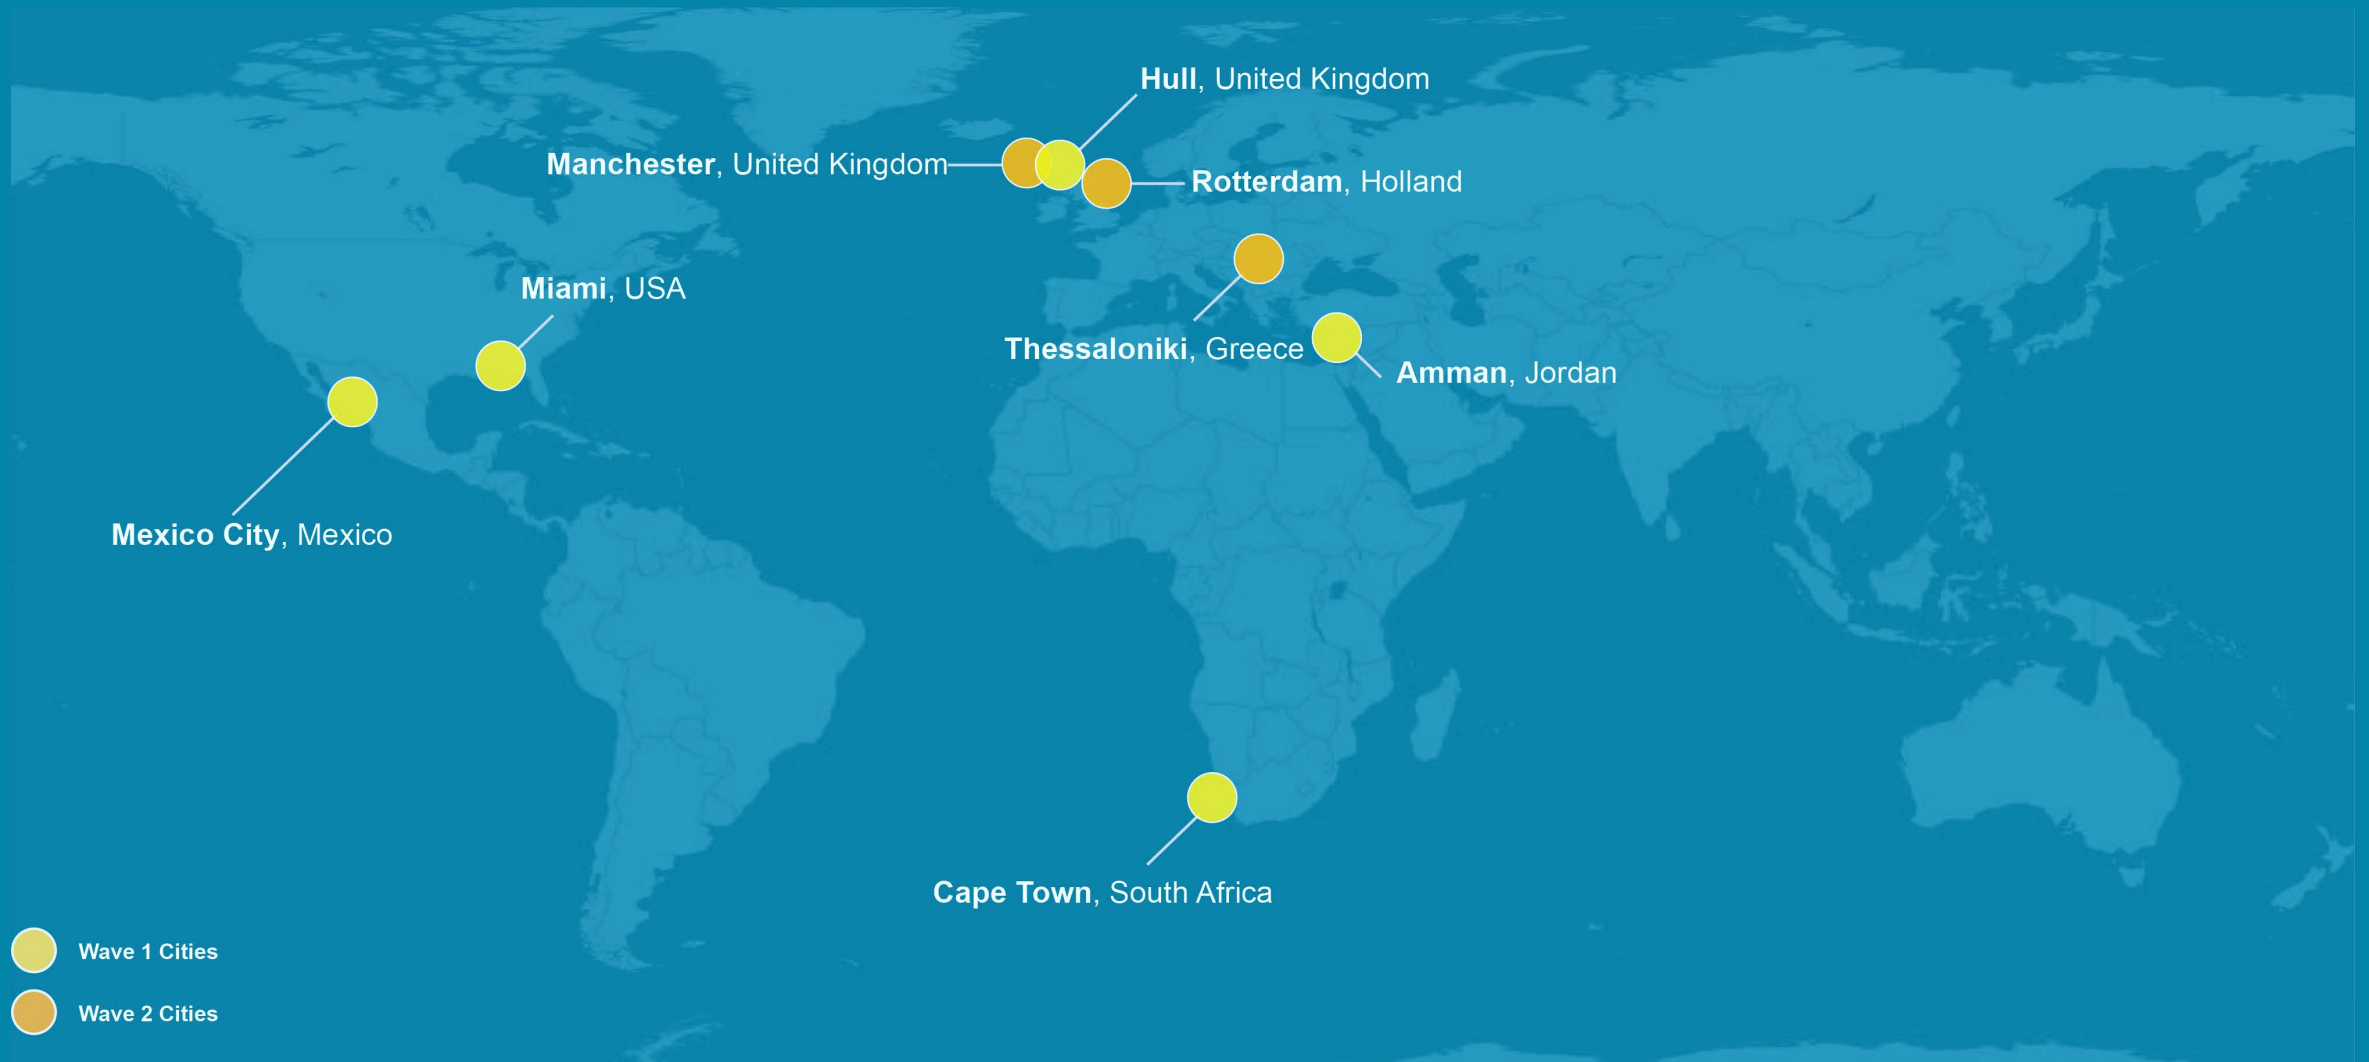 Hull, United Kingdom
Manchester, United Kingdom
Rotterdam, Holland
Miami, USA
Thessaloniki, Greece
Amman, Jordan
Mexico City, Mexico
Cape Town, South Africa
Wave 1 Cities
Wave 2 Cities